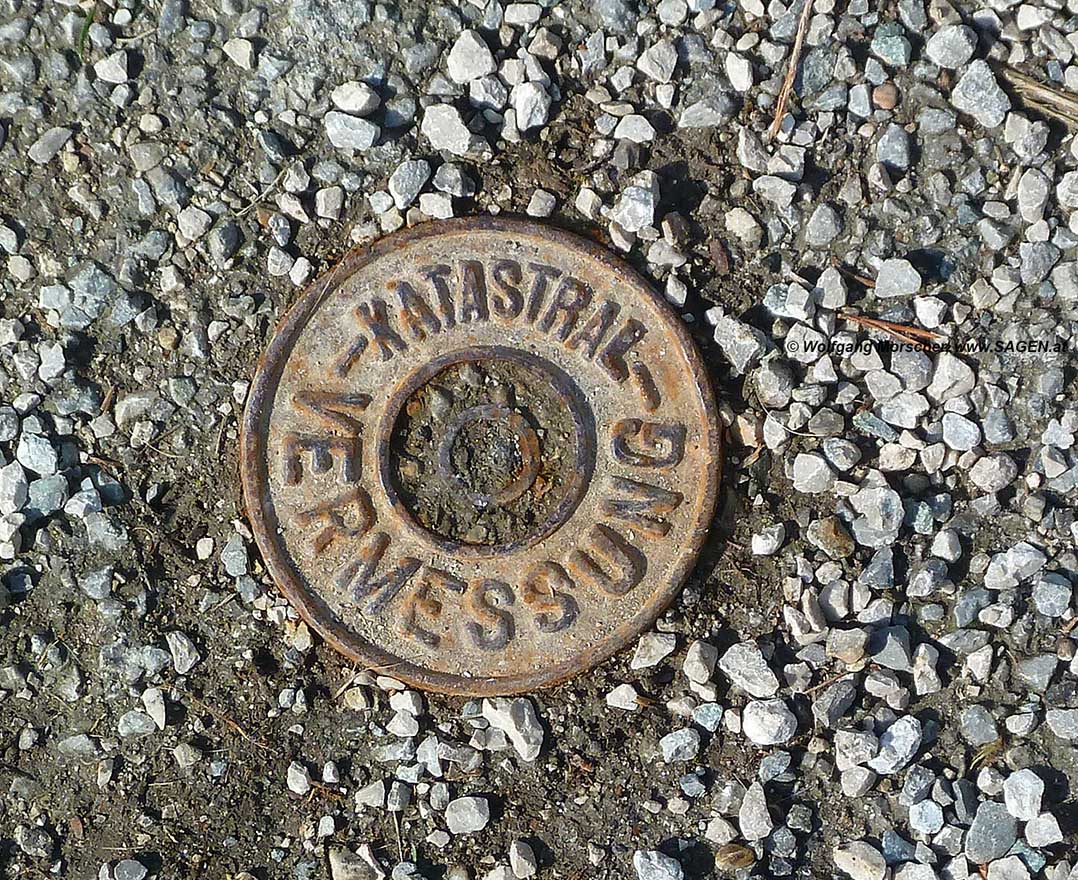 - KATASTRAL -
VERMESSUNG
© Wolfgang Morscher, www.SAGEN.at